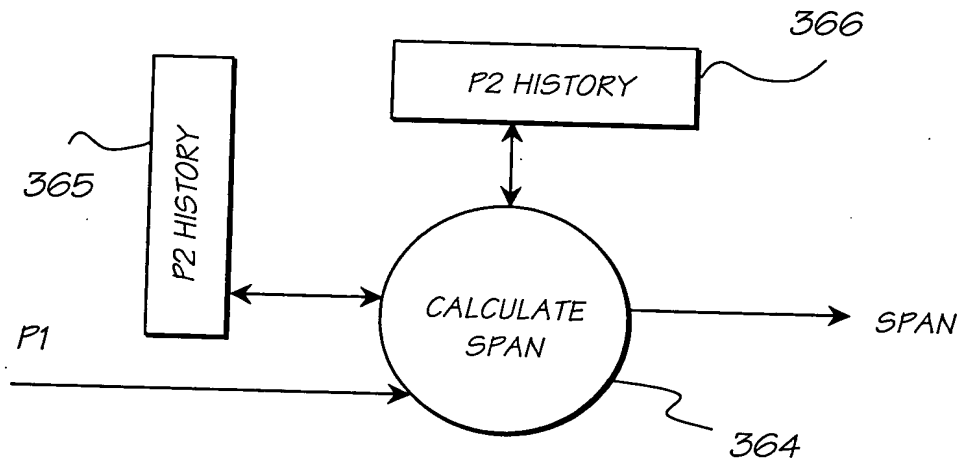 366
P2 HISTORY
365
P2 HISTORY
CALCULATE
SPAN
SPAN
P1
364